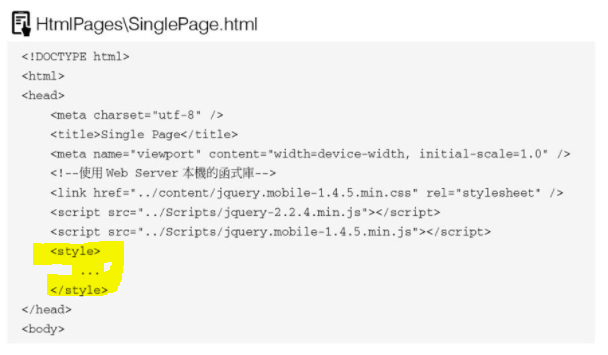 HtmlPages\SinglePage.html
<!DOCTYPE html>
<html>
<head>
<meta charset="utf-8" />
<title>Single Page</title>
<meta name="viewport" content="width=device-width, initial-scale=1.0" />
<!--使用 Web Server 本機的函式庫-->
<link href="../content/jquery.mobile-1.4.5.min.css" rel="stylesheet" />
<script src="../Scripts/jquery-2.2.4.min.js"></script>
<script src="../Scripts/jquery.mobile-1.4.5.min.js"></script>
<style>
...
</style>
</head>
<body>